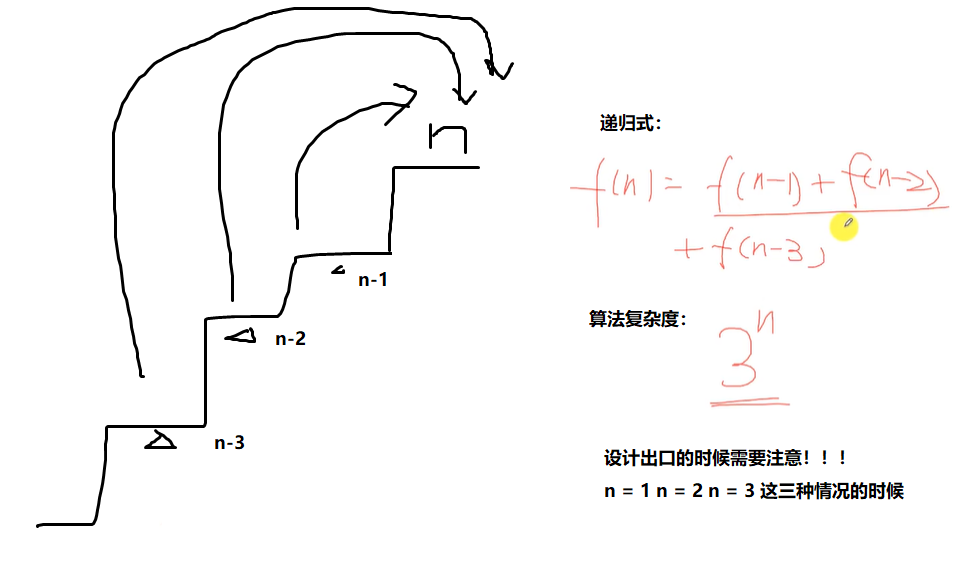 n
n-1
n-2
n-3
递归式：
f(n) = f(n-1) + f(n-2)
+ f(n-3)
算法复杂度：
3ⁿ
设计出口的时候需要注意！！！
n = 1 n = 2 n = 3 这三种情况的时候